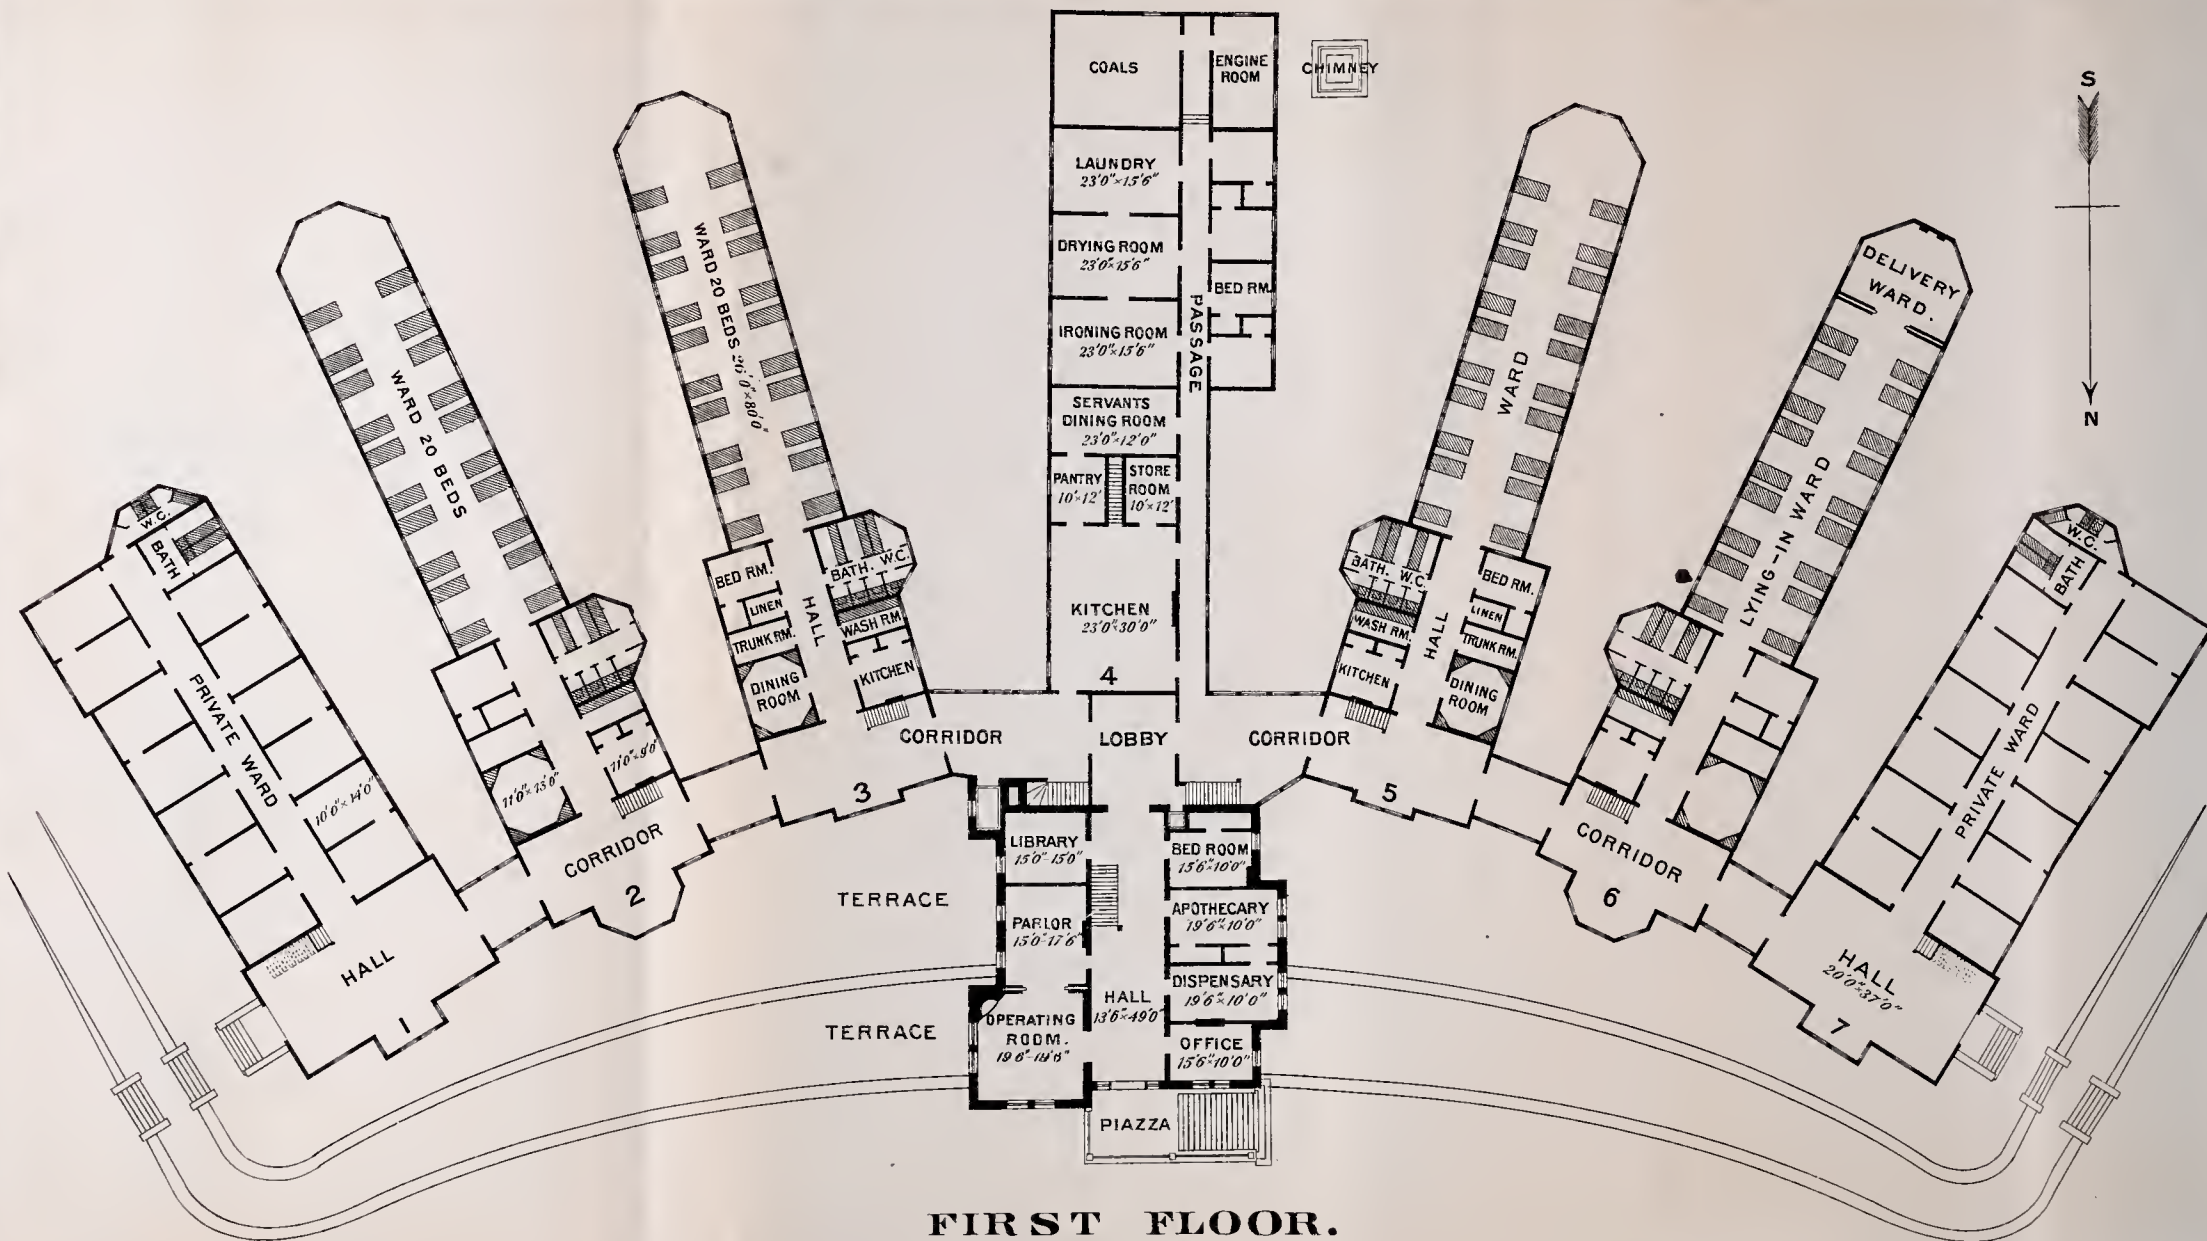 COALS
ENGINE
ROOM
CHIMNEY
S
N
LAUNDRY
23'0"×15'6"
DRYING ROOM
23'0"×15'6"
IRONING ROOM
23'0"×15'6"
SERVANTS
DINING ROOM
23'0"×12'0"
PANTRY
10'×12'
STORE
ROOM
10'×12'
KITCHEN
23'0"×30'0"
4
PASSAGE
BED RM.
W.C.
BATH
PRIVATE WARD
10'0"×14'0"
HALL
1
WARD 20 BEDS
11'0"×13'0"
11'0"×9'0"
CORRIDOR
2
WARD 20 BEDS 26'0"×80'0"
BED RM.
LINEN
TRUNK RM.
DINING
ROOM
HALL
BATH. W.C.
WASH RM.
KITCHEN
CORRIDOR
3
LOBBY
CORRIDOR
WARD
BATH. W.C.
WASH RM.
KITCHEN
HALL
BED RM.
LINEN
TRUNK RM.
DINING
ROOM
5
DELIVERY
WARD.
LYING-IN WARD
CORRIDOR
6
W.C.
BATH
PRIVATE WARD
HALL
20'0"×37'0"
7
TERRACE
TERRACE
LIBRARY
15'0"-15'0"
PARLOR
15'0"-17'6"
OPERATING
ROOM.
HALL
13'6"×49'0"
BED ROOM
15'6"×10'0"
APOTHECARY
19'6"×10'0"
DISPENSARY
19'6"×10'0"
OFFICE
15'6"×10'0"
PIAZZA
FIRST FLOOR.